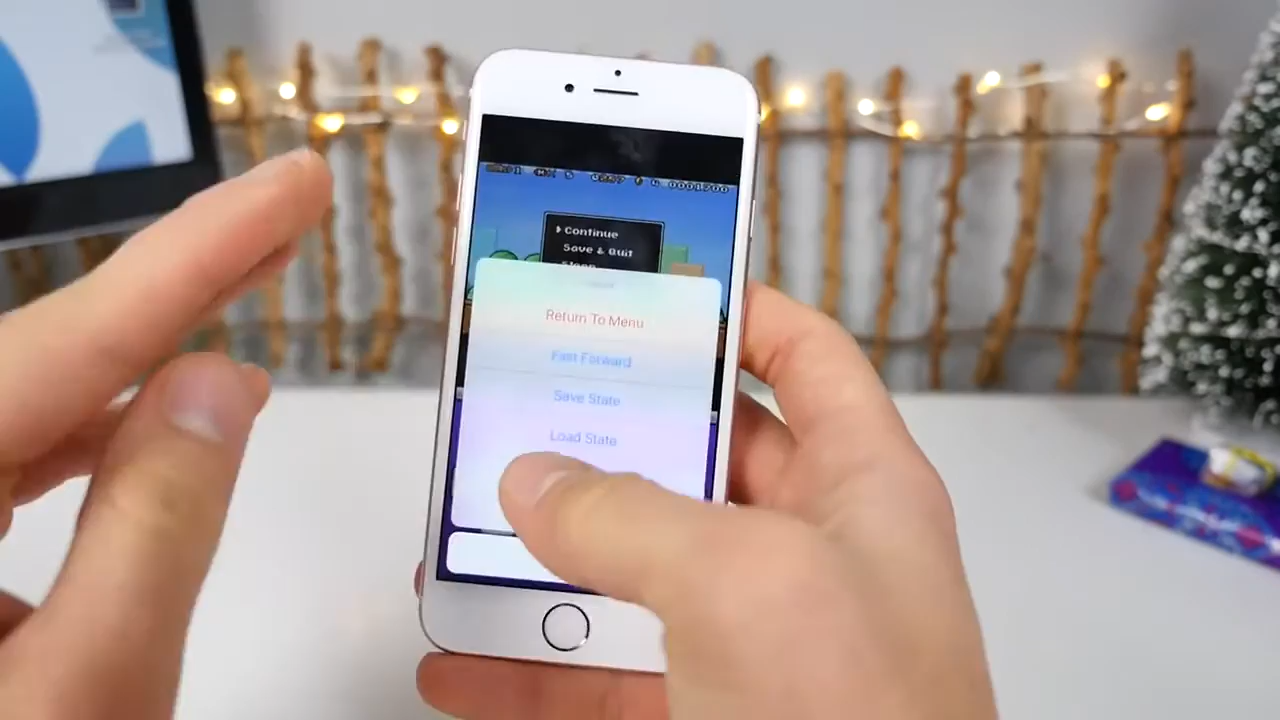 Continue
Save & Quit
Return To Menu
Fast Forward
Save State
Load State